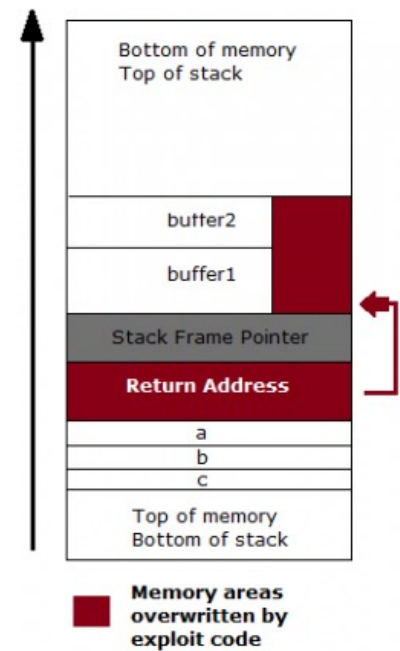 Bottom of memory
Top of stack
buffer2
buffer1
Stack Frame Pointer
Return Address
a
b
c
Top of memory
Bottom of stack
Memory areas
overwritten by
exploit code